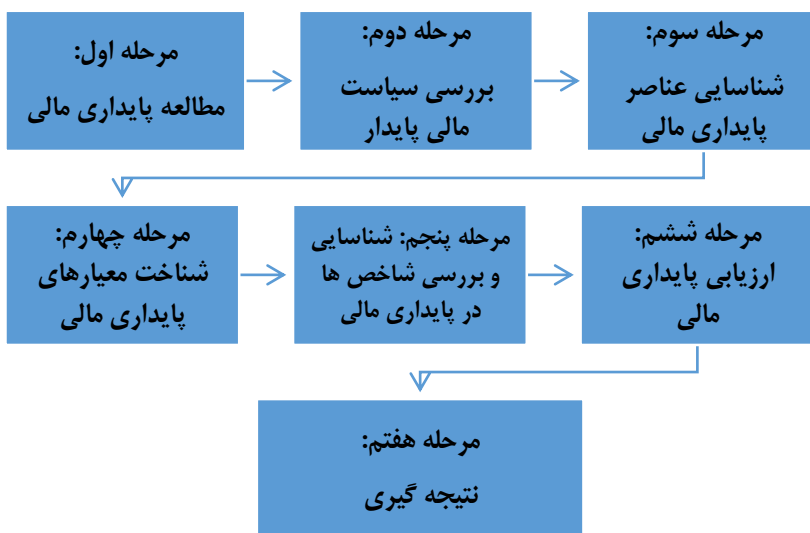 مرحله اول:
مطالعه پایداری مالی
مرحله دوم:
بررسی سیاست
مالی پایدار
مرحله سوم:
شناسایی عناصر
پایداری مالی
مرحله چهارم:
شناخت معیارهای
پایداری مالی
مرحله پنجم: شناسایی
و بررسی شاخص ها
در پایداری مالی
مرحله ششم:
ارزیابی پایداری
مالی
مرحله هفتم:
نتیجه گیری